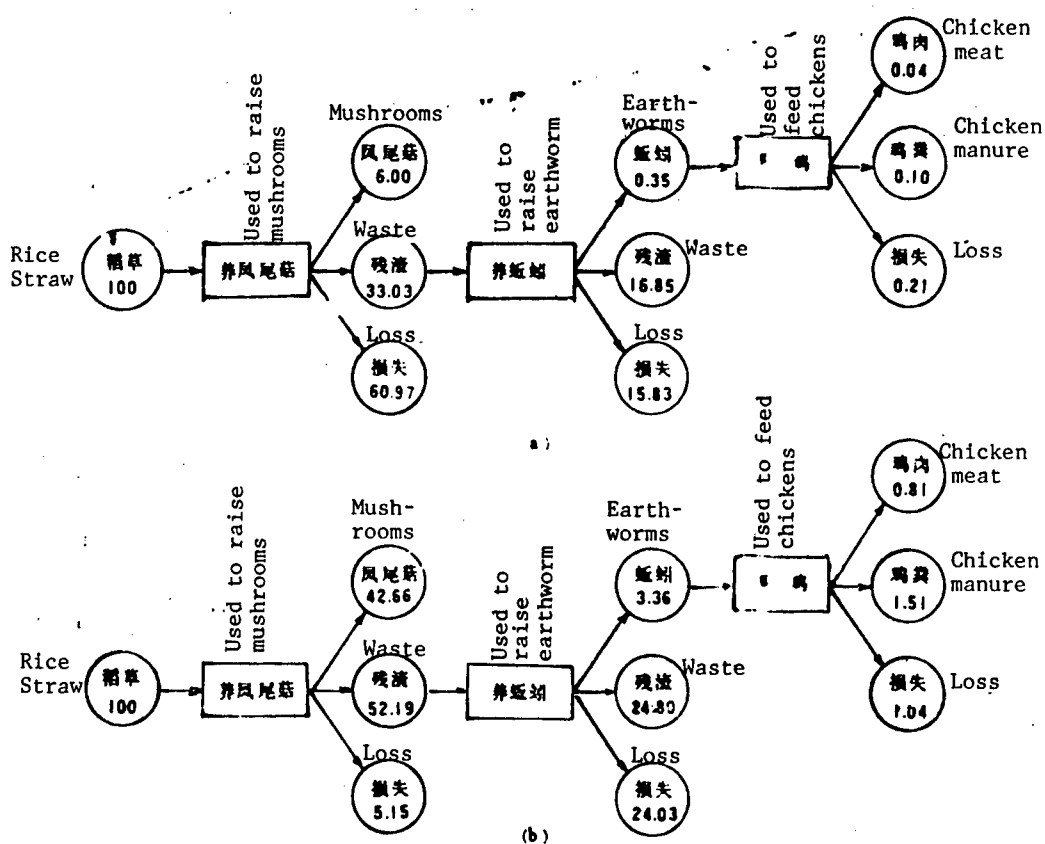 Rice
Straw
稻草
100
Used to raise
mushrooms
养凤尾菇
Mushrooms
凤尾菇
6.00
Waste
残渣
33.03
Loss
损失
60.97
Used to
raise
earthworm
养蚯蚓
Earth-
worms
蚯蚓
0.35
残渣
16.85
Waste
Loss
损失
15.83
Used to
feed
chickens
鸡
鸡肉
0.04
Chicken
meat
鸡粪
0.10
Chicken
manure
损失
0.21
Loss
a)
Rice
Straw
稻草
100
Used to raise
mushrooms
养凤尾菇
Mush-
rooms
凤尾菇
42.66
Waste
残渣
52.19
Loss
损失
5.15
Used to
raise
earthworm
养蚯蚓
Earth-
worms
蚯蚓
3.36
残渣
24.80
Waste
Loss
损失
24.03
Used to feed
chickens
鸡
鸡肉
0.81
Chicken
meat
鸡粪
1.51
Chicken
manure
损失
1.04
Loss
(b)